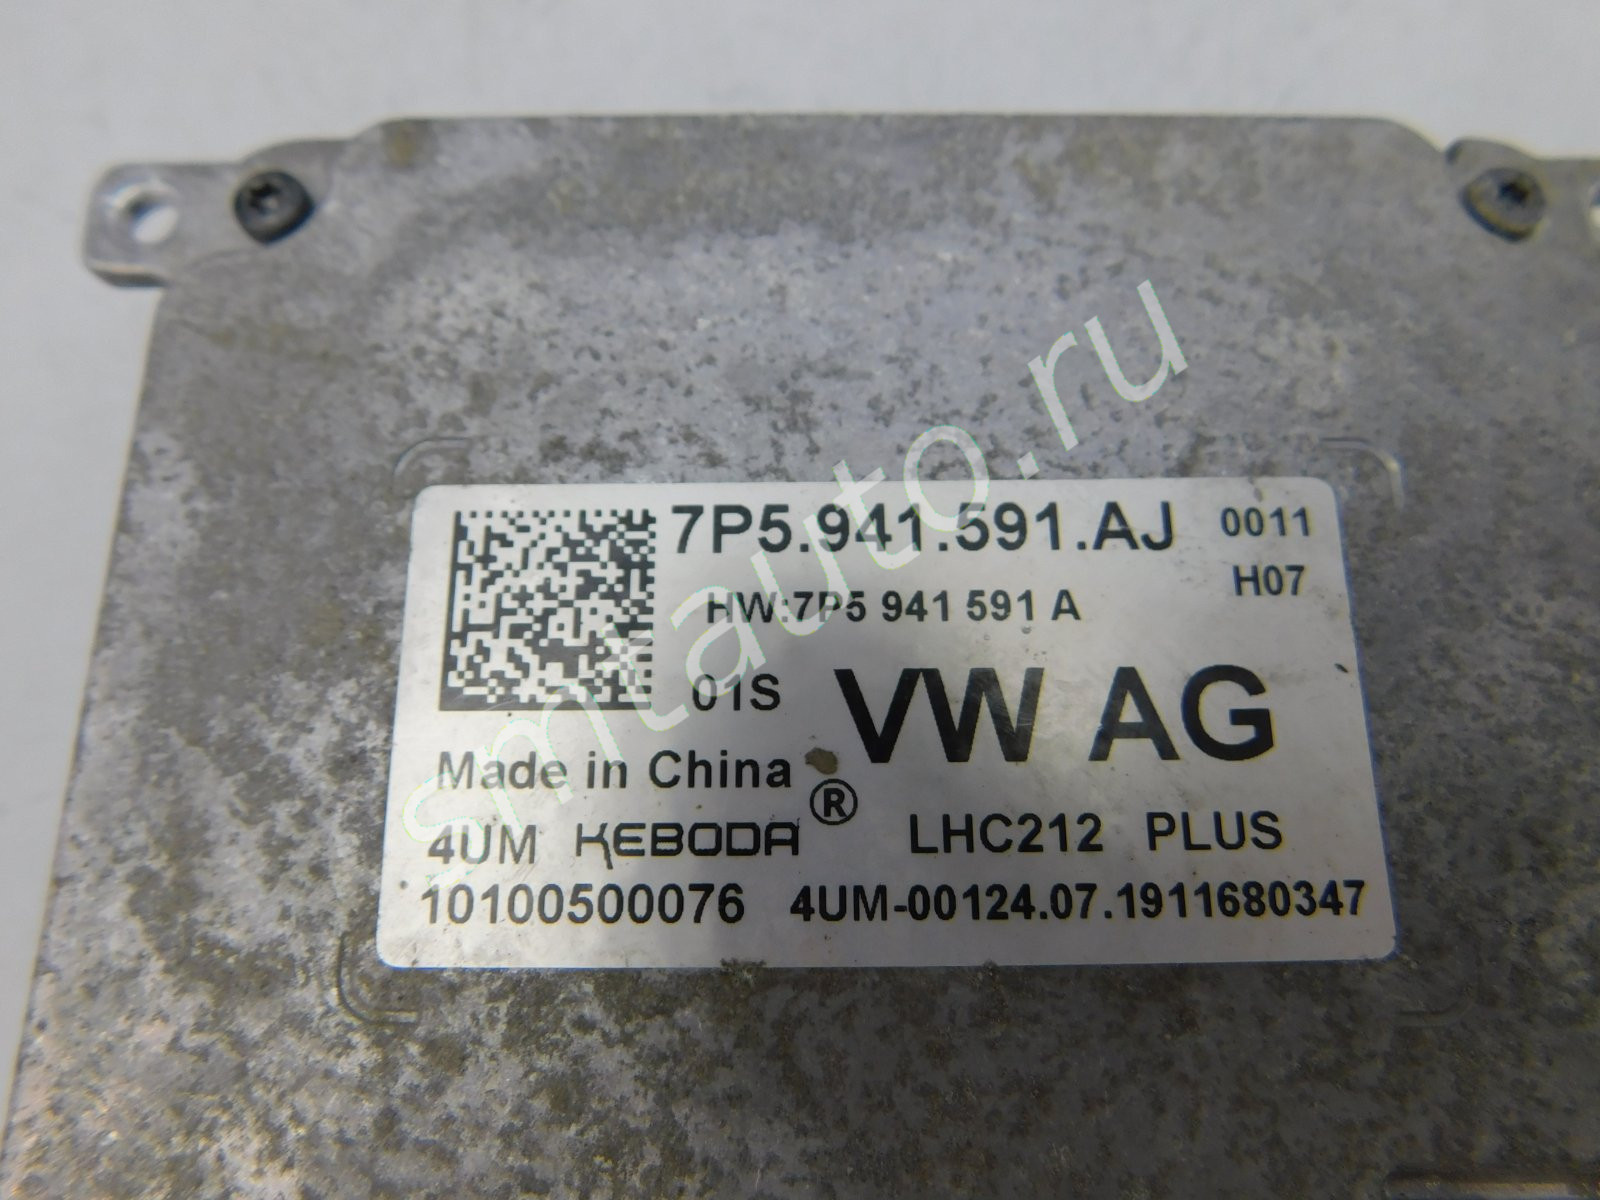 7P5.941.591.AJ 0011
HW:7P5 941 591 A H07
01S VW AG
Made in China
4UM KEBODA® LHC212 PLUS
10100500076 4UM-00124.07.1911680347
smtauto.ru